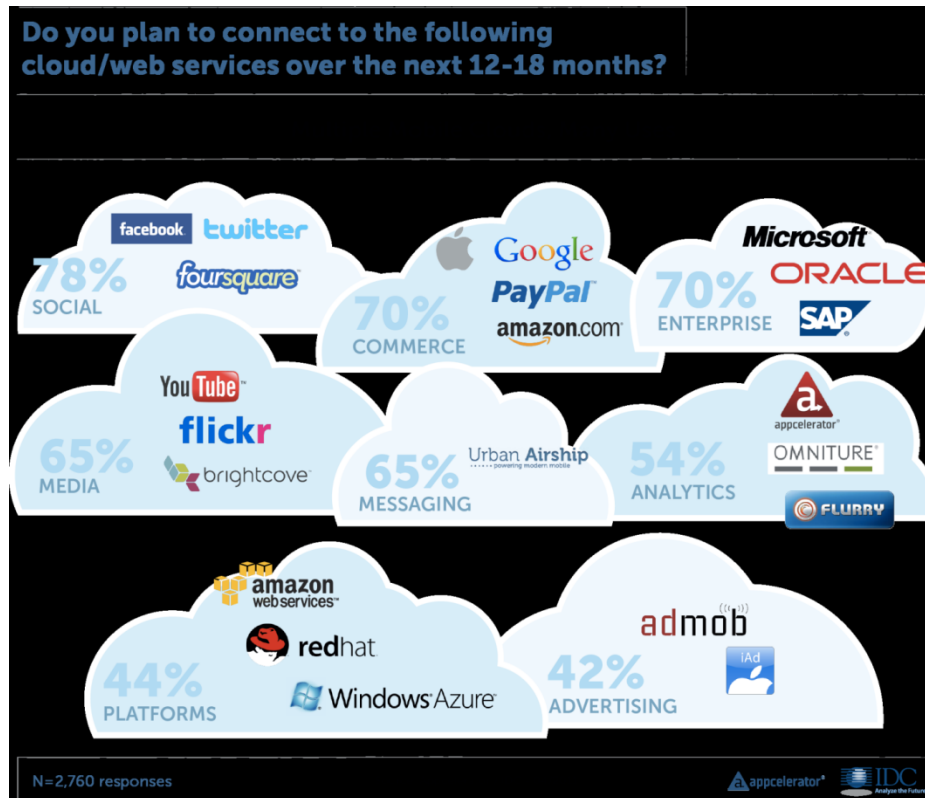 Do you plan to connect to the following
cloud/web services over the next 12-18 months?
facebook
twitter
foursquare
78%
SOCIAL
Google
PayPal™
amazon.com
70%
COMMERCE
Microsoft
ORACLE
SAP
70%
ENTERPRISE
YouTube
flickr
brightcove
65%
MEDIA
Urban Airship
powering modern mobile
65%
MESSAGING
a
appcelerator
OMNITURE
FLURRY
54%
ANALYTICS
amazon
web services™
redhat
Windows Azure
44%
PLATFORMS
admob
iAd
42%
ADVERTISING
N=2,760 responses
appcelerator
IDC
Analyze the Future